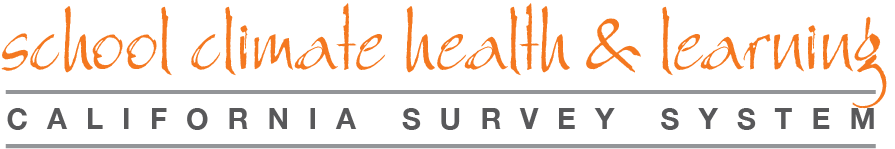 school climate health & learning
CALIFORNIA SURVEY SYSTEM